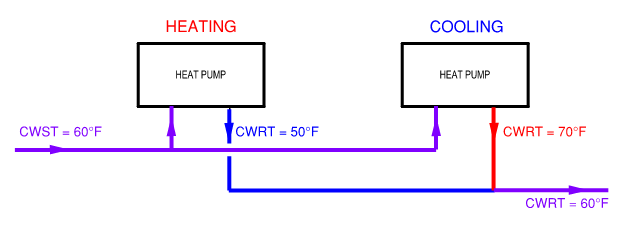 HEATING
COOLING
HEAT PUMP
HEAT PUMP
CWST = 60°F
CWRT = 50°F
CWRT = 70°F
CWRT = 60°F